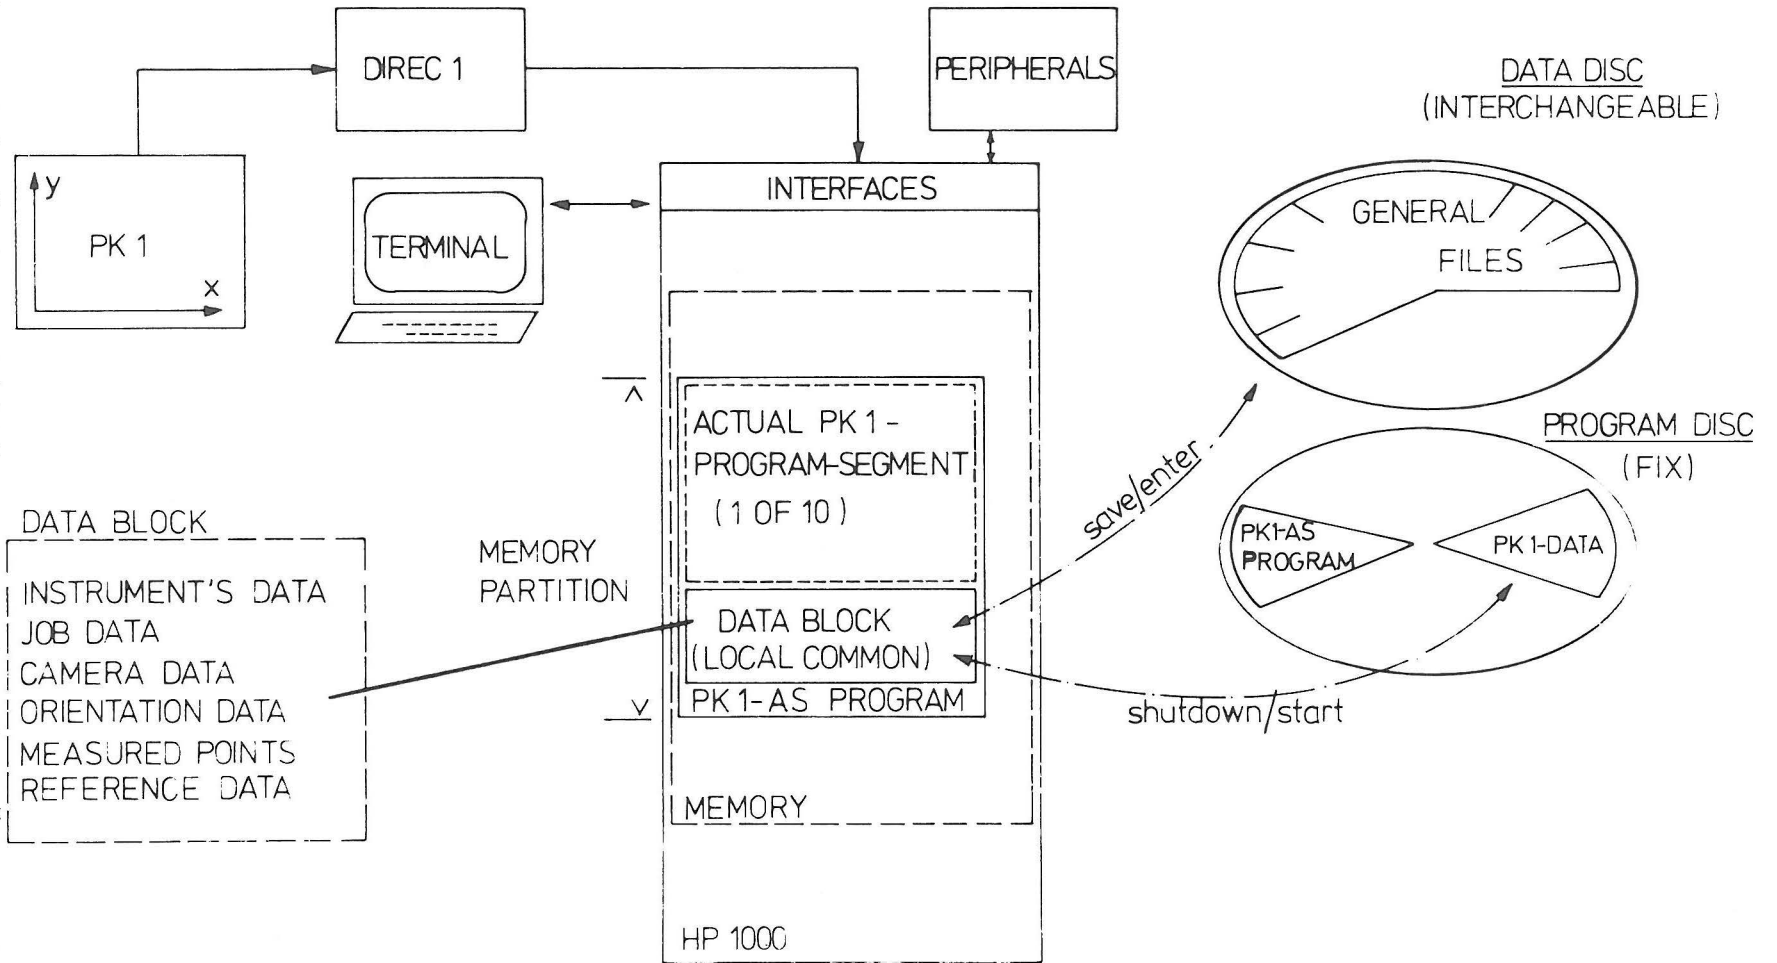 DIREC 1
PERIPHERALS
DATA DISC
(INTERCHANGEABLE)
y
PK 1
x
TERMINAL
INTERFACES
GENERAL
FILES
ACTUAL PK 1 -
PROGRAM-SEGMENT
(1 OF 10)
save/enter
PROGRAM DISC
(FIX)
PK1-AS
PROGRAM
PK 1-DATA
DATA BLOCK
INSTRUMENT'S DATA
JOB DATA
CAMERA DATA
ORIENTATION DATA
MEASURED POINTS
REFERENCE DATA
MEMORY
PARTITION
DATA BLOCK
(LOCAL COMMON)
PK 1-AS PROGRAM
shutdown/start
MEMORY
HP 1000